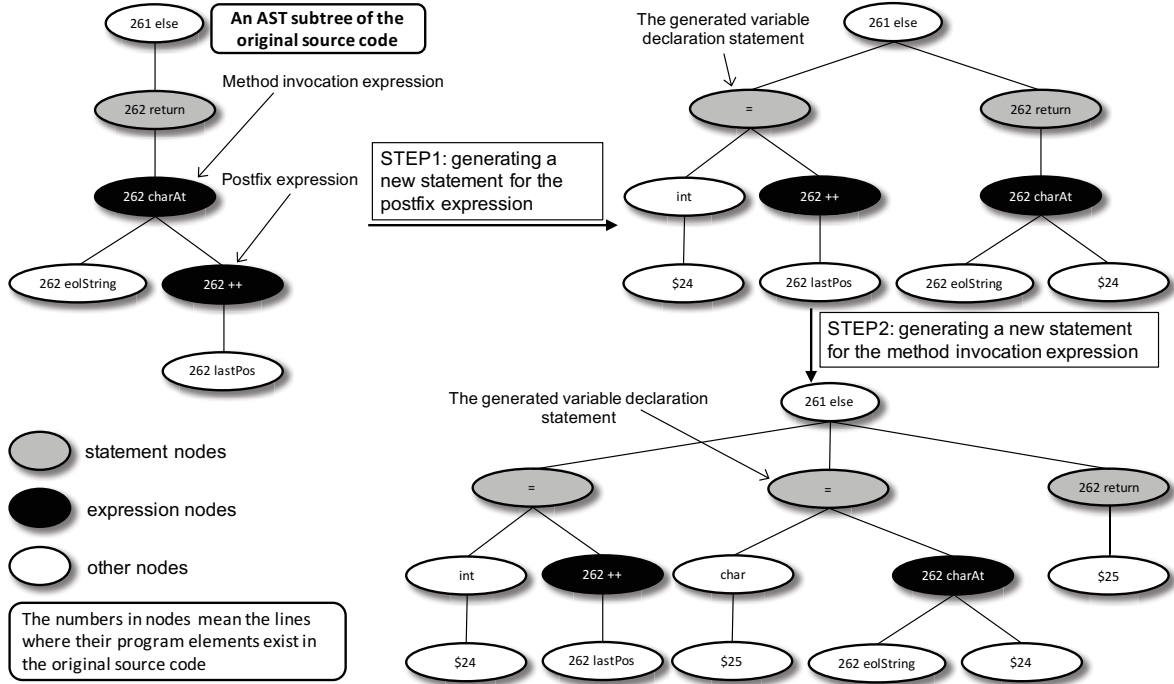 261 else
An AST subtree of the
original source code
Method invocation expression
262 return
Postfix expression
262 charAt
262 eolString
262 ++
262 lastPos
STEP1: generating a
new statement for the
postfix expression
The generated variable
declaration statement
261 else
=
262 return
int
262 ++
262 charAt
$24
262 lastPos
262 eolString
$24
STEP2: generating a new statement
for the method invocation expression
The generated variable declaration
statement
261 else
=
=
262 return
int
262 ++
char
262 charAt
$25
$24
262 lastPos
$25
262 eolString
$24
statement nodes
expression nodes
other nodes
The numbers in nodes mean the lines
where their program elements exist in
the original source code